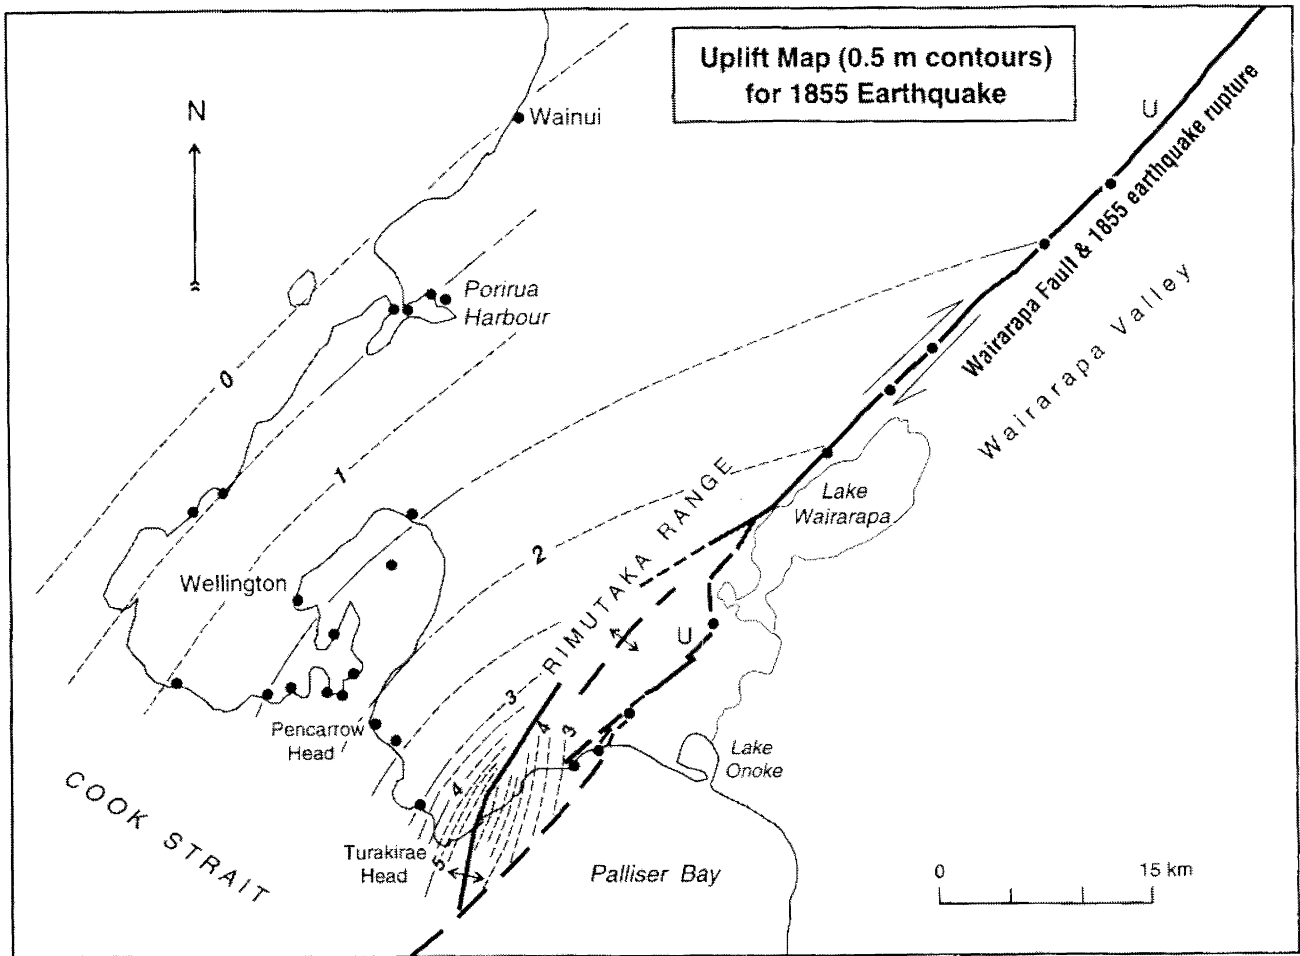 Uplift Map (0.5 m contours)
for 1855 Earthquake
N
Wainui
U
Wairarapa Fault & 1855 earthquake rupture
Wairarapa Valley
Porirua
Harbour
0
1
2
3
4
3
4
5
RIMUTAKA RANGE
Lake
Wairarapa
Wellington
U
Pencarrow
Head
Lake
Onoke
COOK STRAIT
Turakirae
Head
Palliser Bay
0
15 km